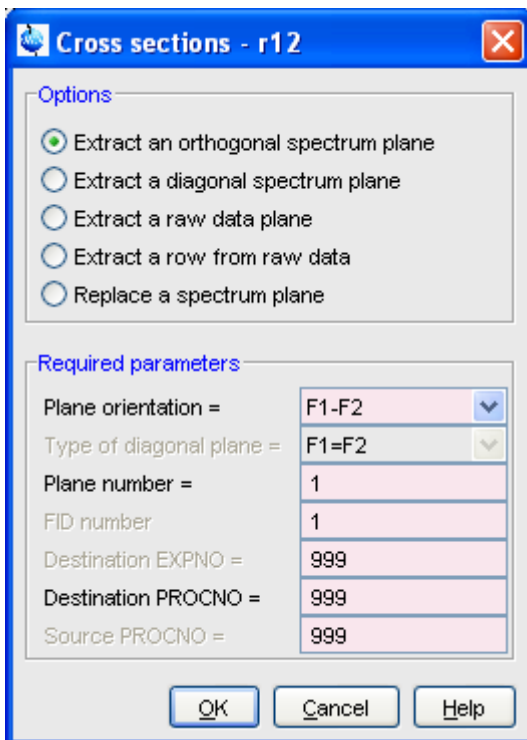 Cross sections - r12
Options
Extract an orthogonal spectrum plane
Extract a diagonal spectrum plane
Extract a raw data plane
Extract a row from raw data
Replace a spectrum plane
Required parameters
Plane orientation = F1-F2
Type of diagonal plane = F1=F2
Plane number = 1
FID number 1
Destination EXPNO = 999
Destination PROCNO = 999
Source PROCNO = 999
OK Cancel Help